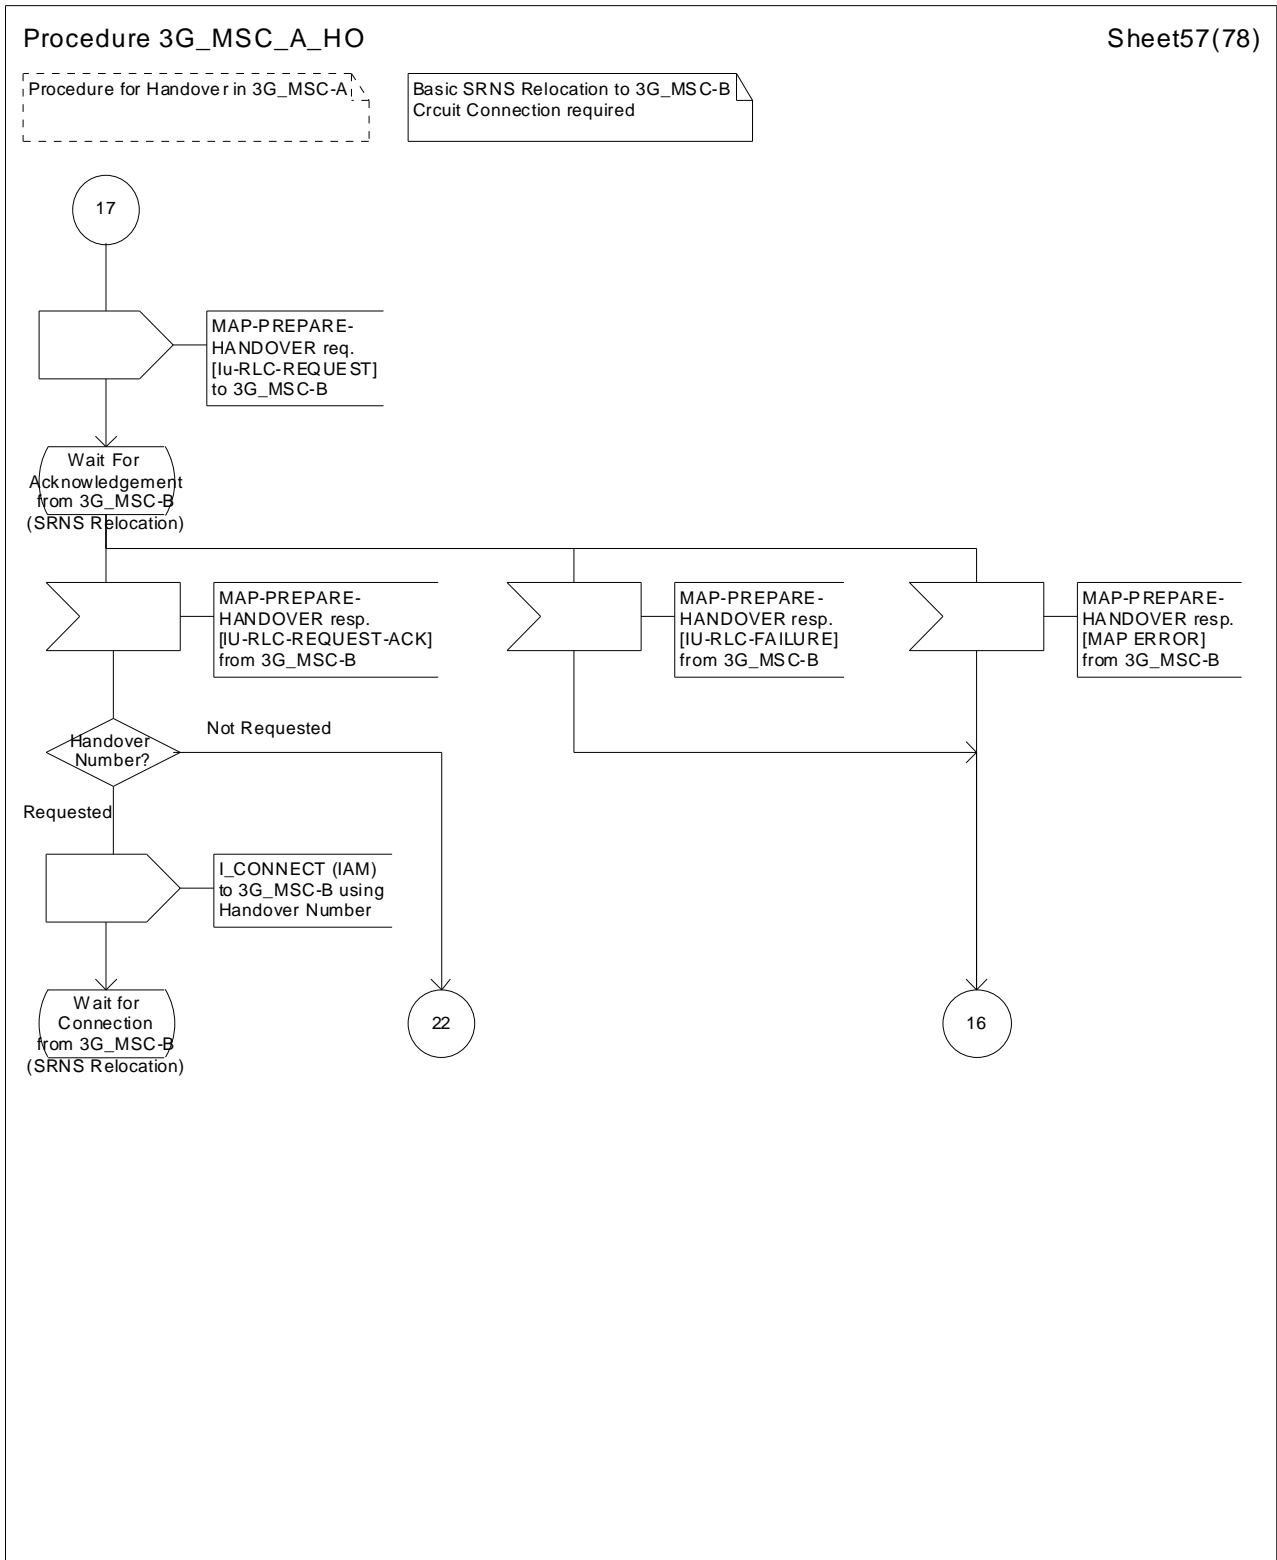 Procedure 3G_MSC_A_HO
Sheet57(78)
Procedure for Handover in 3G_MSC-A
Basic SRNS Relocation to 3G_MSC-B
Crcuit Connection required
17
MAP-PREPARE-
HANDOVER req.
[Iu-RLC-REQUEST]
to 3G_MSC-B
Wait For
Acknowledgement
from 3G_MSC-B
(SRNS Relocation)
MAP-PREPARE-
HANDOVER resp.
[IU-RLC-REQUEST-ACK]
from 3G_MSC-B
MAP-PREPARE-
HANDOVER resp.
[IU-RLC-FAILURE]
from 3G_MSC-B
MAP-PREPARE-
HANDOVER resp.
[MAP ERROR]
from 3G_MSC-B
Handover
Number?
Not Requested
Requested
I_CONNECT (IAM)
to 3G_MSC-B using
Handover Number
Wait for
Connection
from 3G_MSC-B
(SRNS Relocation)
22
16